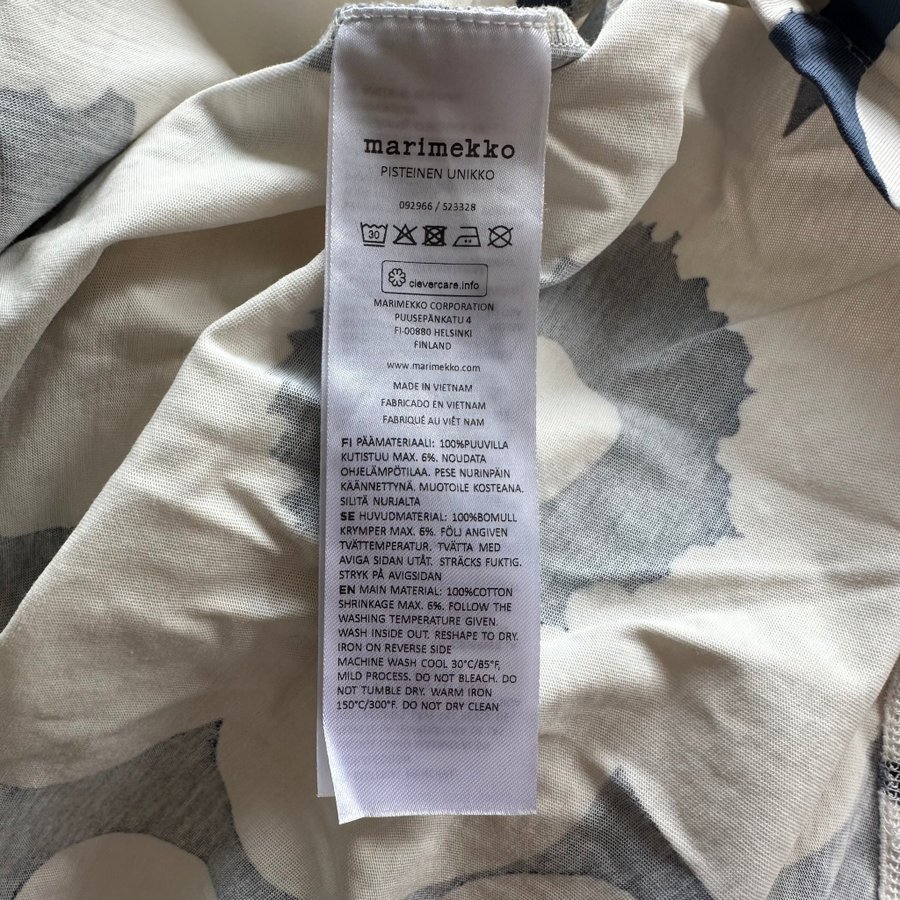 marimekko
PISTEINEN UNIKKO
092966 / 523328
30
clevercare.info
MARIMEKKO CORPORATION
PUUSEPÄNKATU 4
FI-00880 HELSINKI
FINLAND
www.marimekko.com
MADE IN VIETNAM
FABRICADO EN VIETNAM
FABRIQUÉ AU VIÊT NAM
FI PÄÄMATERIAALI: 100%PUUVILLA
KUTISTUU MAX. 6%. NOUDATA
OHJELÄMPÖTILAA. PESE NURINPÄIN
KÄÄNNETTYNÄ. MUOTOILE KOSTEANA.
SILITÄ NURJALTA
SE HUVUDMATERIAL: 100%BOMULL
KRYMPER MAX. 6%. FÖLJ ANGIVEN
TVÄTTEMPERATUR. TVÄTTA MED
AVIGA SIDAN UTÅT. STRÄCKS FUKTIG.
STRYK PÅ AVIGSIDAN
EN MAIN MATERIAL: 100%COTTON
SHRINKAGE MAX. 6%. FOLLOW THE
WASHING TEMPERATURE GIVEN.
WASH INSIDE OUT. RESHAPE TO DRY.
IRON ON REVERSE SIDE
MACHINE WASH COOL 30°C/85°F,
MILD PROCESS. DO NOT BLEACH. DO
NOT TUMBLE DRY. WARM IRON
150°C/300°F. DO NOT DRY CLEAN